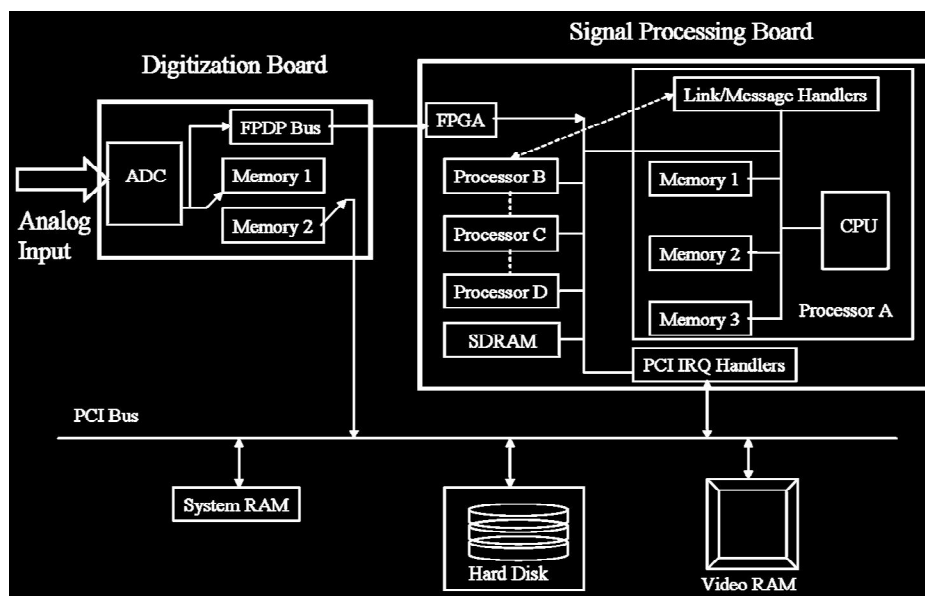 Signal Processing Board
Digitization Board
Link/Message Handlers
FPDP Bus
FPGA
ADC
Memory 1
Processor B
Memory 1
Memory 2
Analog
Input
Processor C
CPU
Memory 2
Processor D
Processor A
Memory 3
SDRAM
PCI IRQ Handlers
PCI Bus
System RAM
Hard Disk
Video RAM